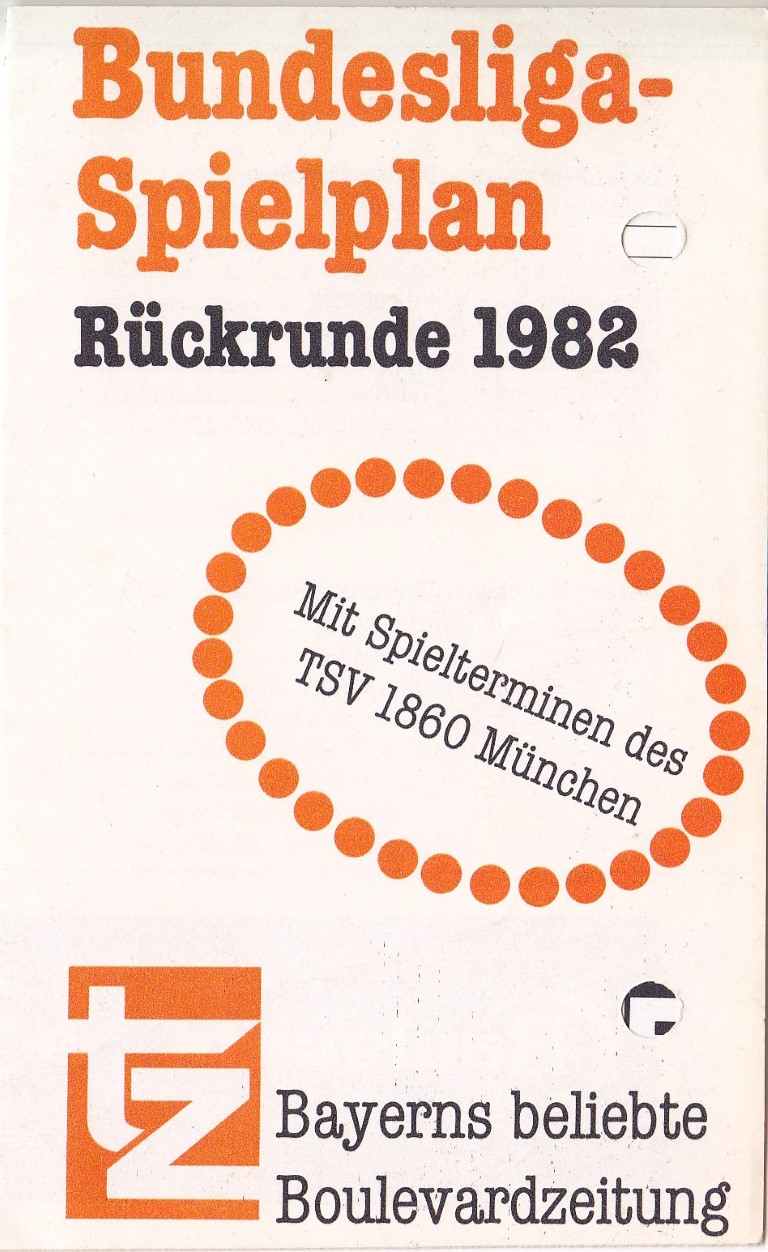 Bundesliga-
Spielplan
Rückrunde 1982
Mit Spielterminen des
TSV 1860 München
tz
Bayerns beliebte
Boulevardzeitung